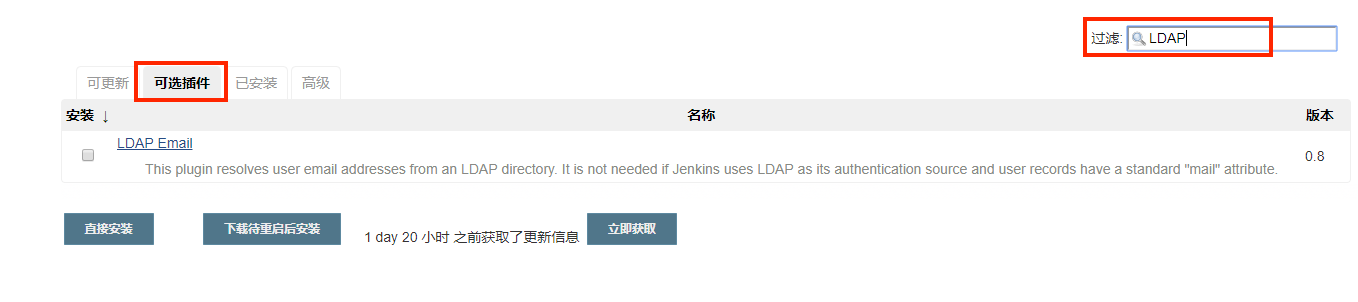 过滤: LDAP
可更新 可选插件 已安装 高级
安装 ↓ 名称 版本
LDAP Email
This plugin resolves user email addresses from an LDAP directory. It is not needed if Jenkins uses LDAP as its authentication source and user records have a standard "mail" attribute. 0.8
直接安装 下载待重启后安装 1 day 20 小时 之前获取了更新信息 立即获取